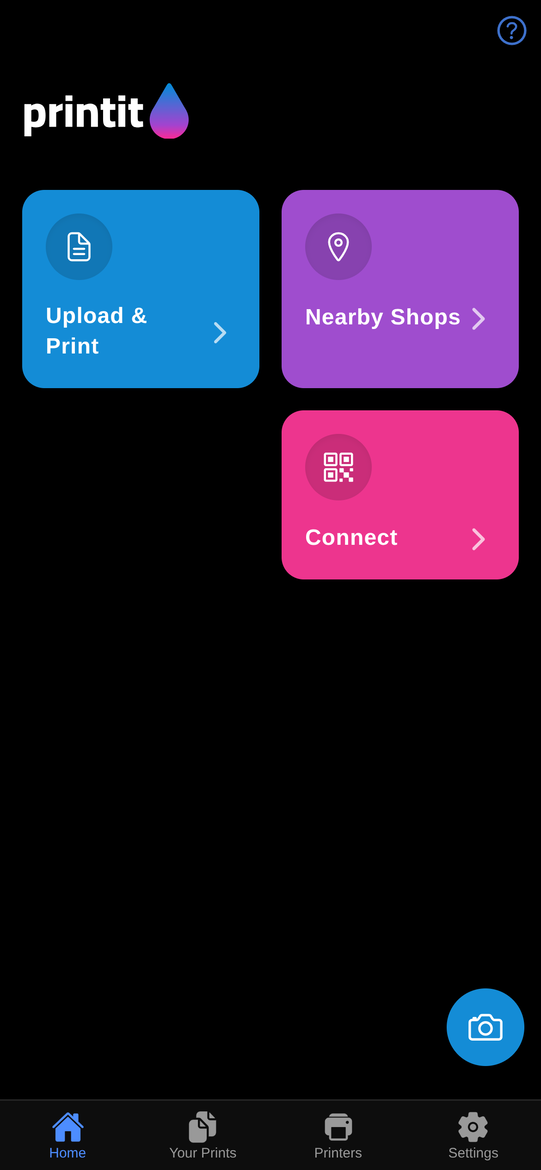 printit
Upload &
Print
Nearby Shops
Connect
Home
Your Prints
Printers
Settings